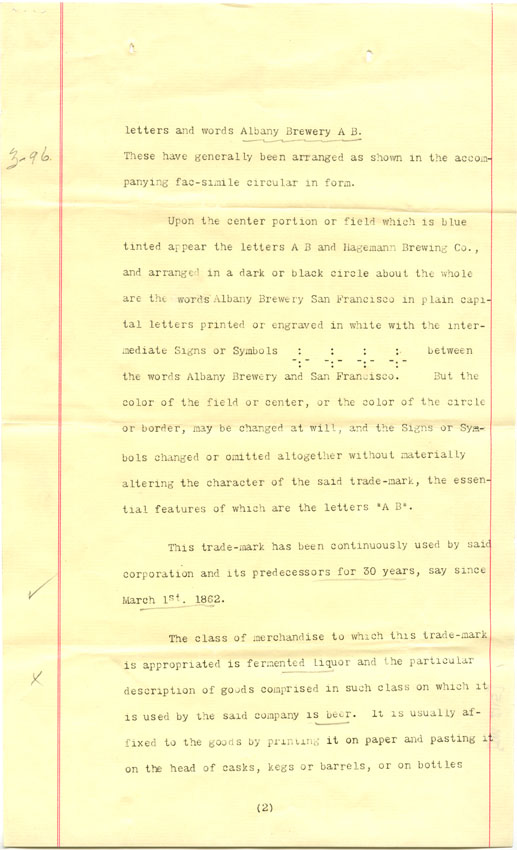 letters and words Albany Brewery A B.
3-96.
These have generally been arranged as shown in the accom-
panying fac-simile circular in form.
Upon the center portion or field which is blue
tinted appear the letters A B and Hagemann Brewing Co.,
and arranged in a dark or black circle about the whole
are the words Albany Brewery San Francisco in plain capi-
tal letters printed or engraved in white with the inter-
mediate Signs or Symbols : : : : between
-:- -:- -:- -:-
the words Albany Brewery and San Francisco. But the
color of the field or center, or the color of the circle
or border, may be changed at will, and the Signs or Sym-
bols changed or omitted altogether without materially
altering the character of the said trade-mark, the essen-
tial features of which are the letters "A B".
This trade-mark has been continuously used by said
corporation and its predecessors for 30 years, say since
March 1st. 1862.
The class of merchandise to which this trade-mark
is appropriated is fermented liquor and the particular
description of goods comprised in such class on which it
is used by the said company is beer. It is usually af-
fixed to the goods by printing it on paper and pasting it
on the head of casks, kegs or barrels, or on bottles
(2)